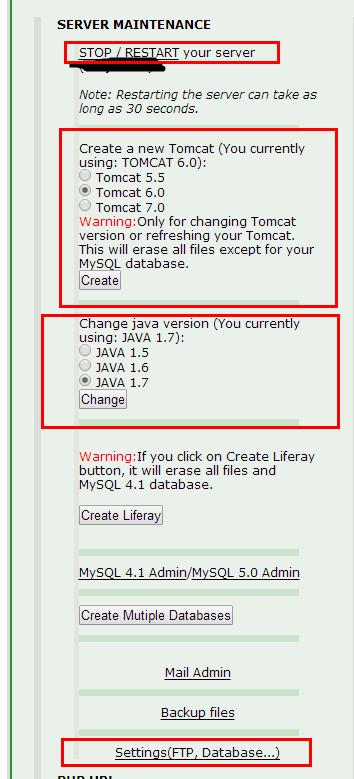 SERVER MAINTENANCE
STOP / RESTART your server
Note: Restarting the server can take as
long as 30 seconds.
Create a new Tomcat (You currently
using: TOMCAT 6.0):
Tomcat 5.5
Tomcat 6.0
Tomcat 7.0
Warning:Only for changing Tomcat
version or refreshing your Tomcat.
This will erase all files except for your
MySQL database.
Create
Change java version (You currently
using: JAVA 1.7):
JAVA 1.5
JAVA 1.6
JAVA 1.7
Change
Warning:If you click on Create Liferay
button, it will erase all files and
MySQL 4.1 database.
Create Liferay
MySQL 4.1 Admin/MySQL 5.0 Admin
Create Mutiple Databases
Mail Admin
Backup files
Settings(FTP, Database...)